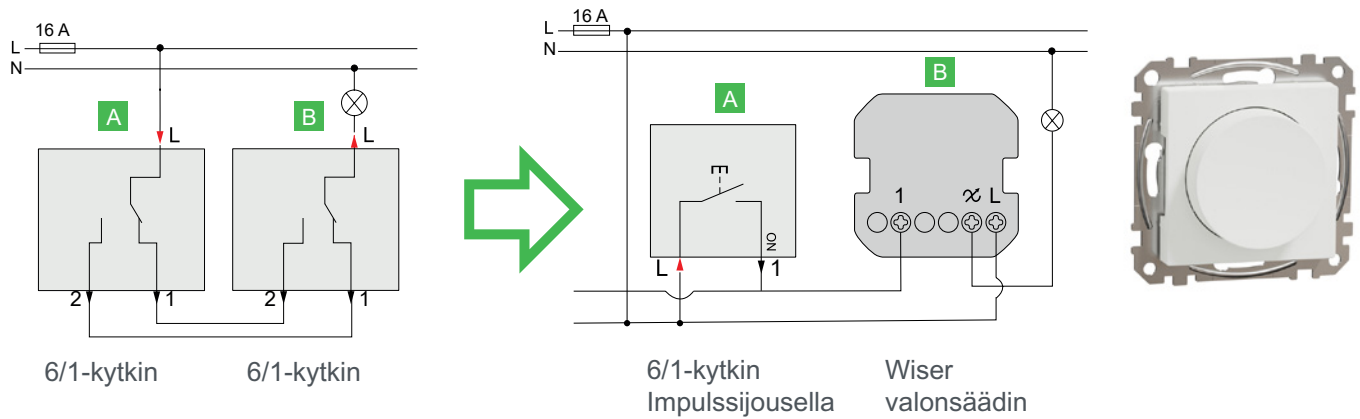 16 A
L
N
A
B
L
L
2
1
2
1
6/1-kytkin
6/1-kytkin
16 A
L
N
A
B
1
L
NO
L
1
6/1-kytkin
Impulssijousella
Wiser
valonsäädin